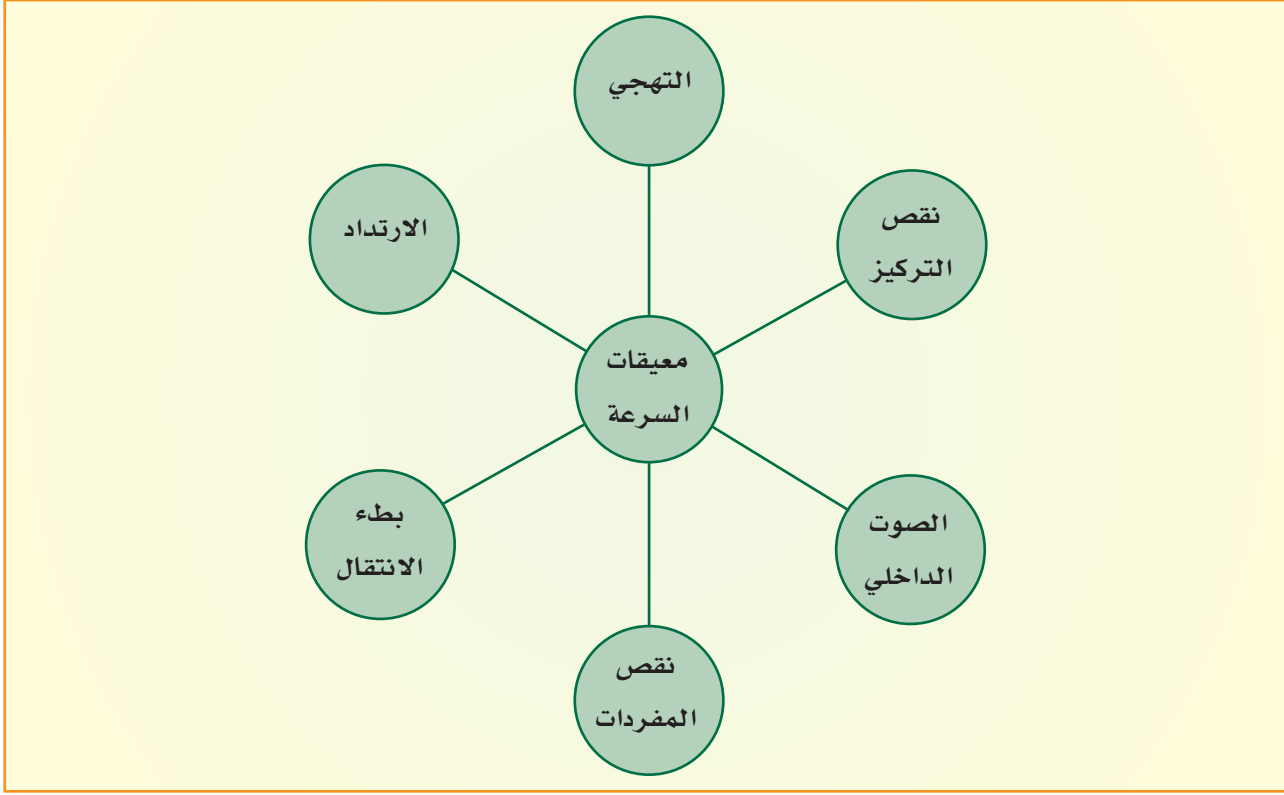 التهجي
نقص
التركيز
الارتداد
معيقات
السرعة
الصوت
الداخلي
بطء
الانتقال
نقص
المفردات